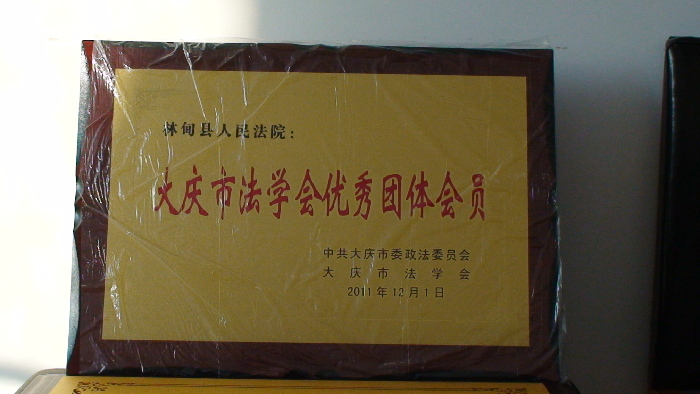 林甸县人民法院：
大庆市法学会优秀团体会员
中共大庆市委政法委员会
大庆市法学会
2011年12月1日